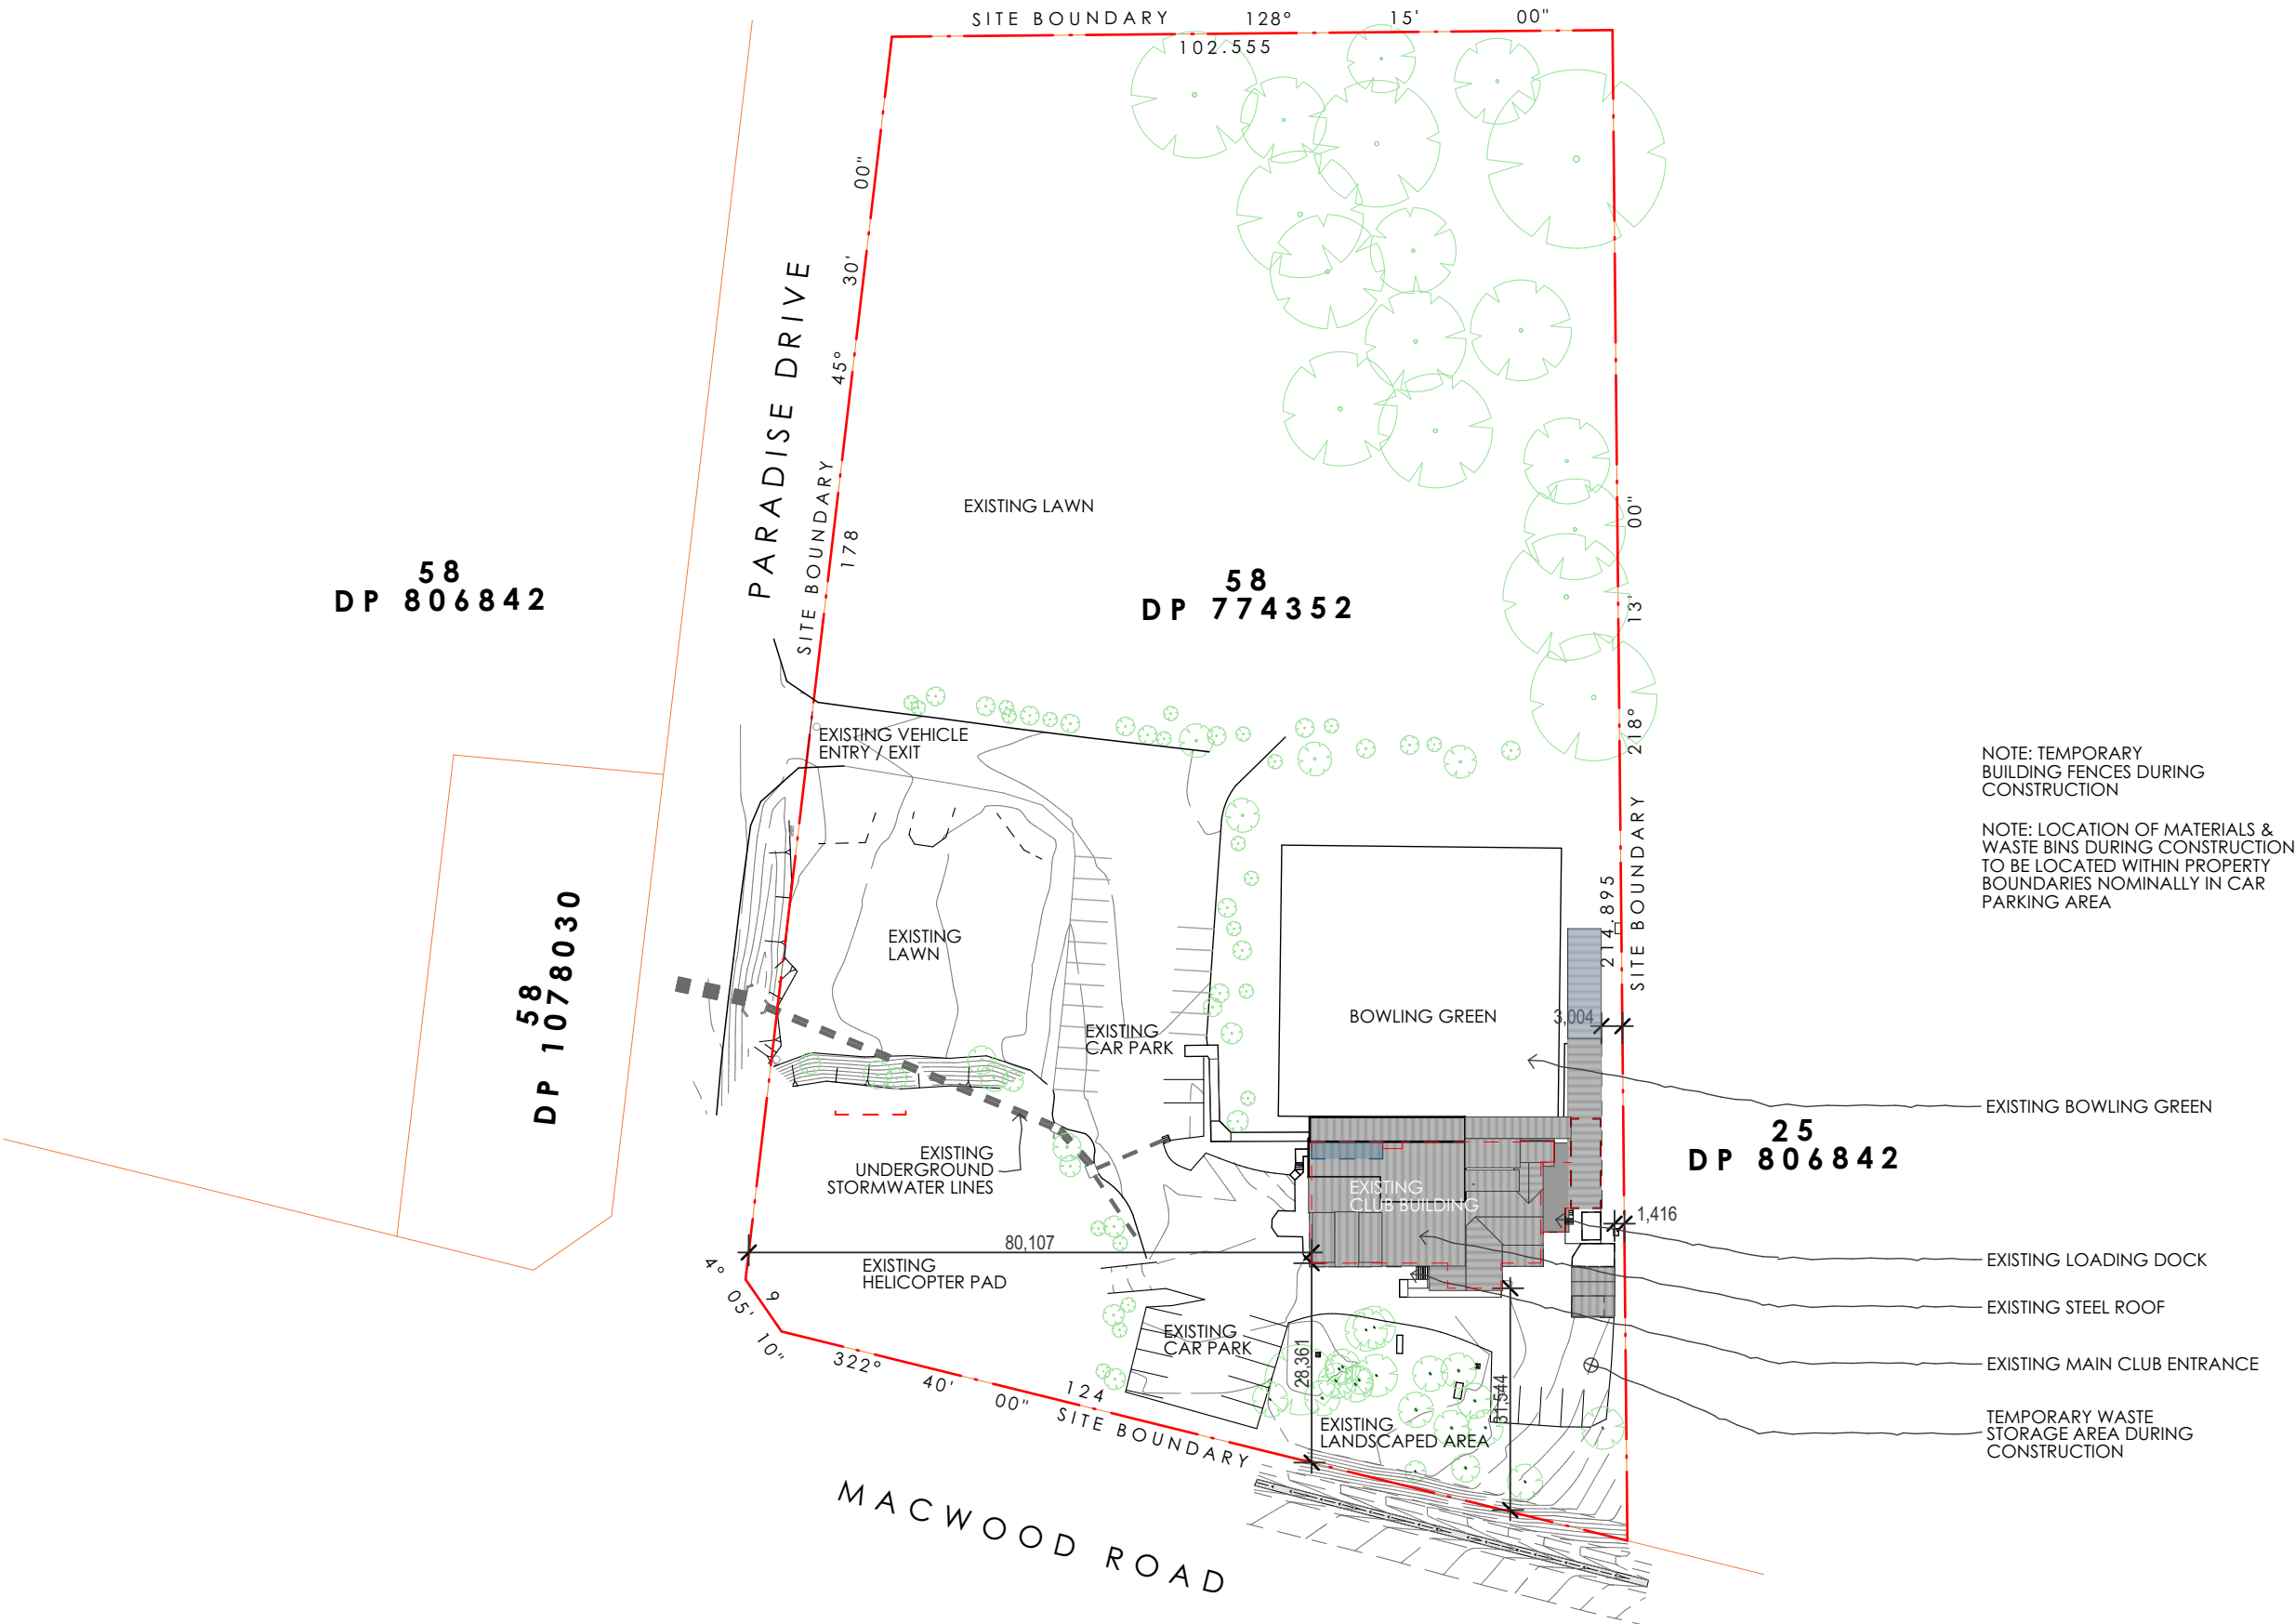 SITE BOUNDARY 128° 15' 00"
102.555
PARADISE DRIVE
SITE BOUNDARY
178 45° 30' 00"
EXISTING LAWN
58
DP 806842
58
DP 774352
218° 13' 00"
SITE BOUNDARY
214.895
EXISTING VEHICLE
ENTRY / EXIT
NOTE: TEMPORARY
BUILDING FENCES DURING
CONSTRUCTION
NOTE: LOCATION OF MATERIALS &
WASTE BINS DURING CONSTRUCTION
TO BE LOCATED WITHIN PROPERTY
BOUNDARIES NOMINALLY IN CAR
PARKING AREA
58
DP 1078030
EXISTING
LAWN
EXISTING
CAR PARK
BOWLING GREEN
3,004
EXISTING BOWLING GREEN
25
DP 806842
EXISTING
UNDERGROUND
STORMWATER LINES
EXISTING
CLUB BUILDING
1,416
80,107
EXISTING
HELICOPTER PAD
EXISTING LOADING DOCK
EXISTING STEEL ROOF
4° 05' 10"
9
EXISTING
CAR PARK
28,361
31,544
EXISTING MAIN CLUB ENTRANCE
322° 40' 00"
124
SITE BOUNDARY
EXISTING
LANDSCAPED AREA
TEMPORARY WASTE
STORAGE AREA DURING
CONSTRUCTION
MACWOOD ROAD